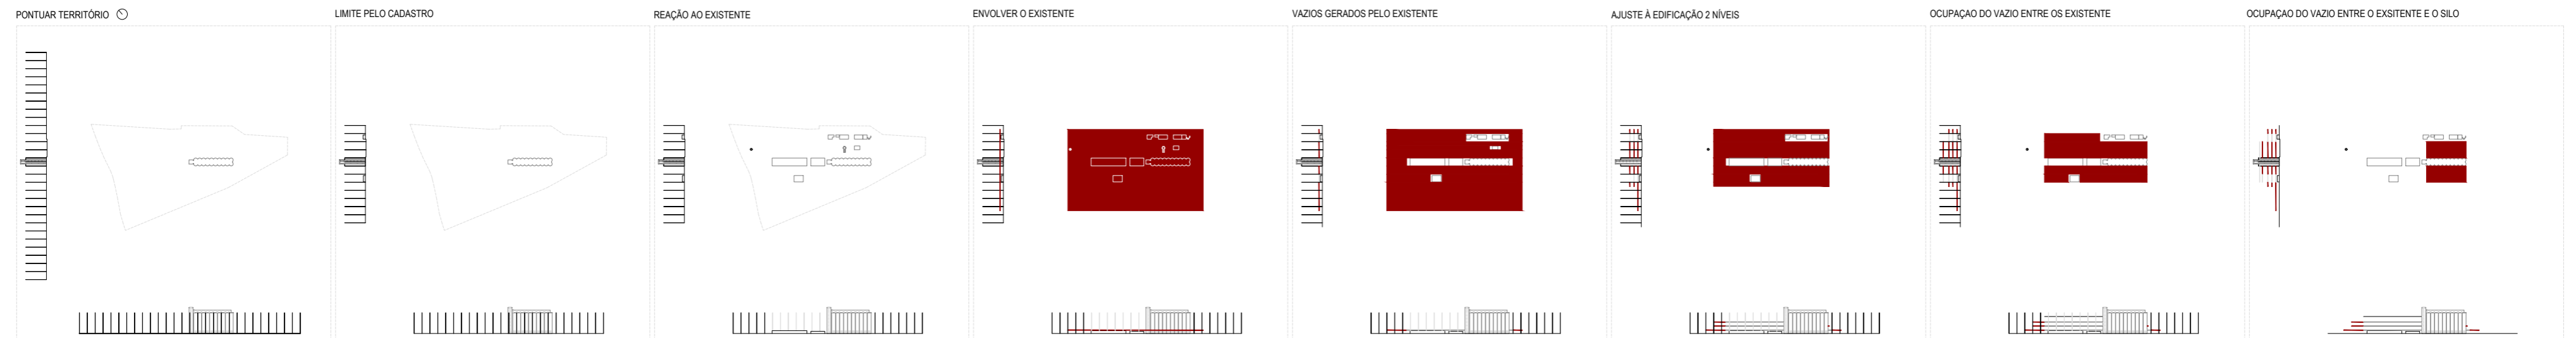 PONTUAR TERRITÓRIO
LIMITE PELO CADASTRO
REAÇÃO AO EXISTENTE
ENVOLVER O EXISTENTE
VAZIOS GERADOS PELO EXISTENTE
AJUSTE À EDIFICAÇÃO 2 NÍVEIS
OCUPAÇAO DO VAZIO ENTRE OS EXISTENTE
OCUPAÇAO DO VAZIO ENTRE O EXSITENTE E O SILO